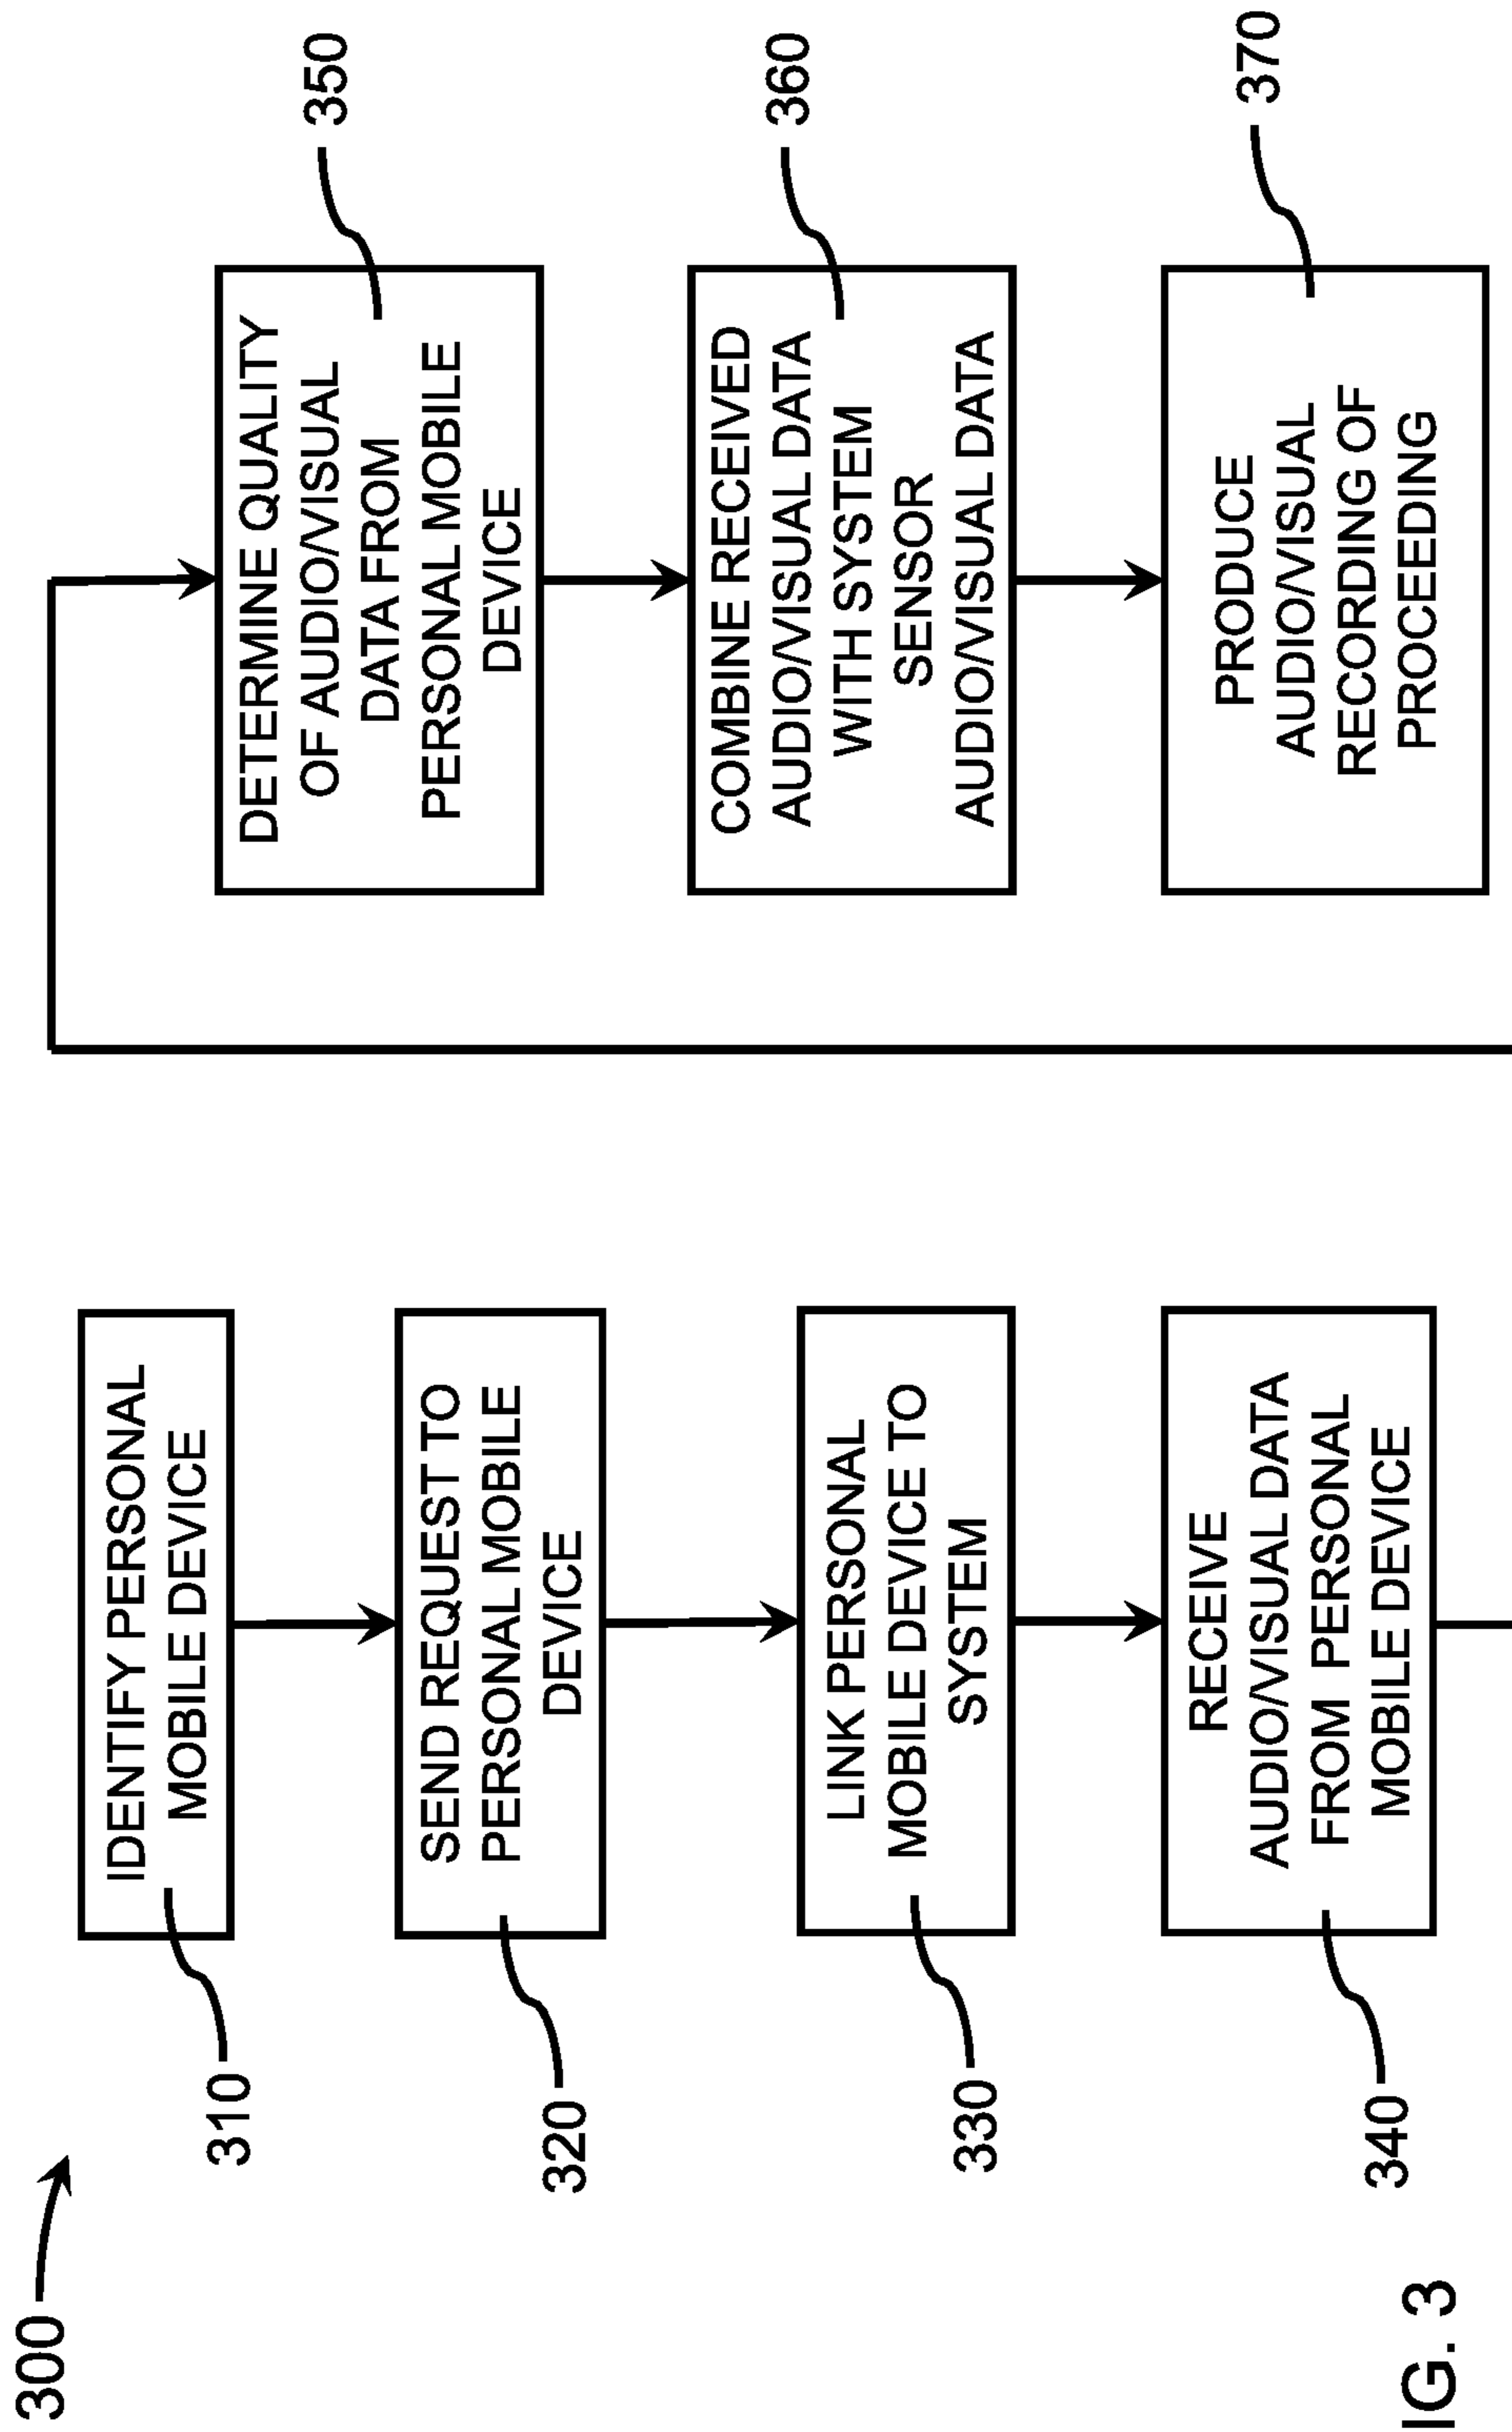 300
IDENTIFY PERSONAL
MOBILE DEVICE
310
SEND REQUEST TO
PERSONAL MOBILE
DEVICE
320
LINK PERSONAL
MOBILE DEVICE TO
SYSTEM
330
RECEIVE
AUDIO/VISUAL DATA
FROM PERSONAL
MOBILE DEVICE
340
DETERMINE QUALITY
OF AUDIO/VISUAL
DATA FROM
PERSONAL MOBILE
DEVICE
350
COMBINE RECEIVED
AUDIO/VISUAL DATA
WITH SYSTEM
SENSOR
AUDIO/VISUAL DATA
360
PRODUCE
AUDIO/VISUAL
RECORDING OF
PROCEEDING
370
IG. 3